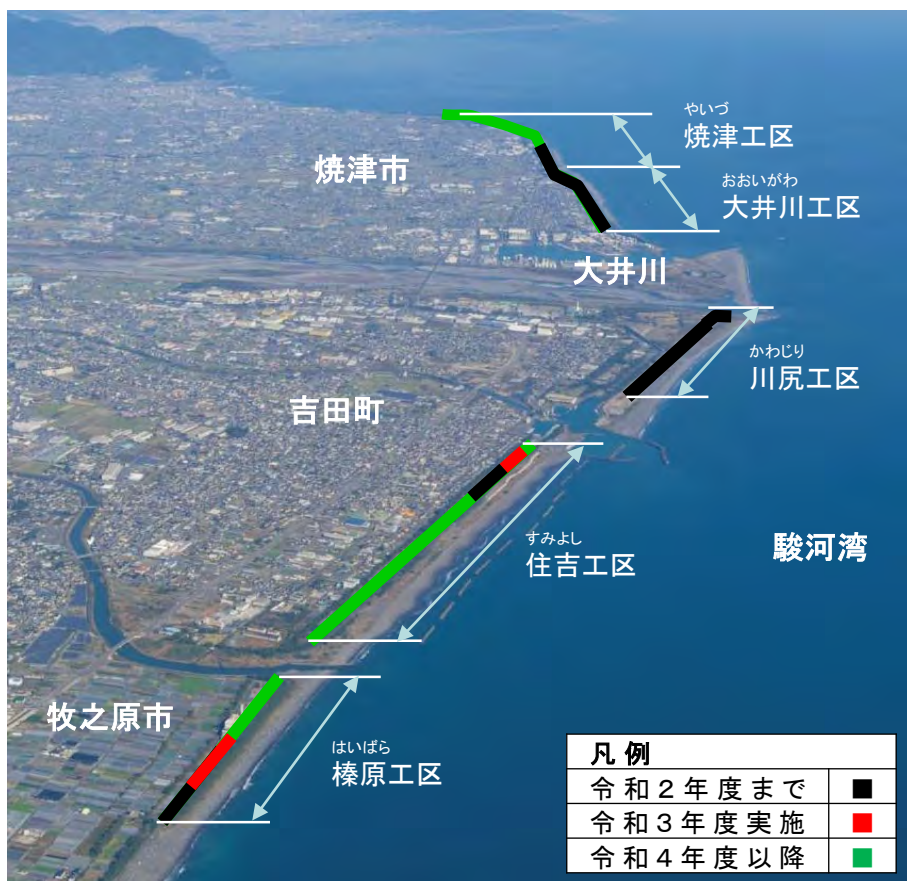 やいづ
焼津工区
焼津市
おおいがわ
大井川工区
大井川
かわじり
川尻工区
吉田町
すみよし
住吉工区
駿河湾
牧之原市
はいばら
榛原工区
凡例
令和2年度まで ■
令和3年度実施 ■
令和4年度以降 ■